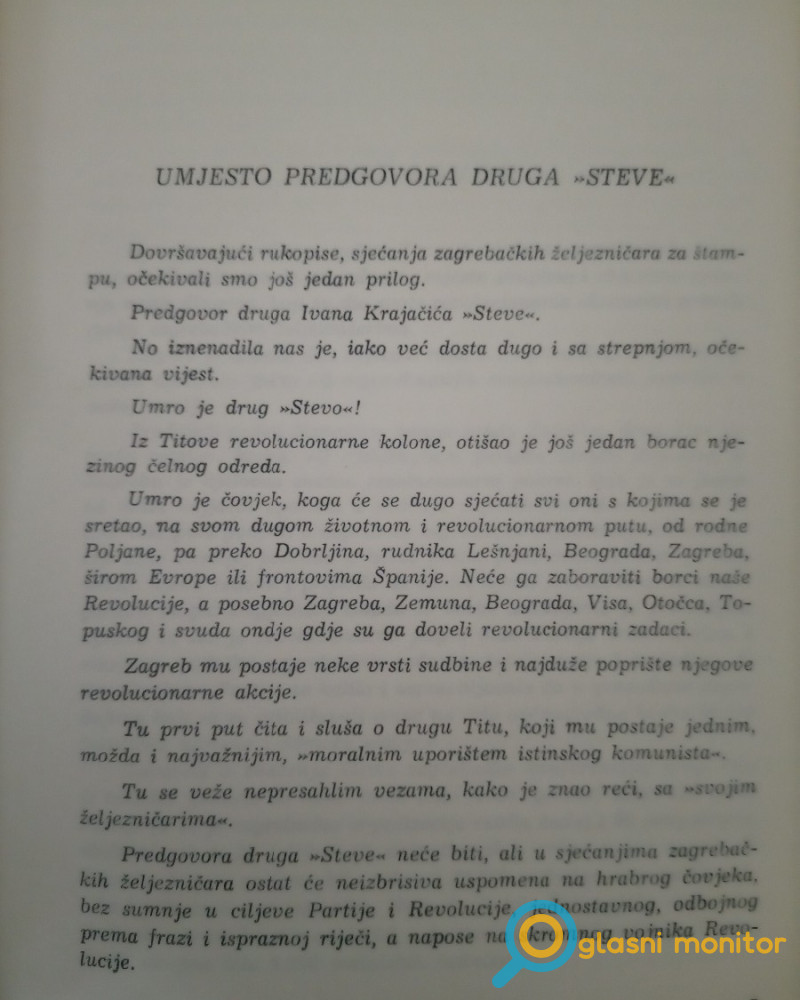 UMJESTO PREDGOVORA DRUGA »STEVE«
Dovršavajući rukopise, sjećanja zagrebačkih željezničara za štam-
pu, očekivali smo još jedan prilog.
Predgovor druga Ivana Krajačića »Steve«.
No iznenadila nas je, iako već dosta dugo i sa strepnjom, oče-
kivana vijest.
Umro je drug »Stevo«!
Iz Titove revolucionarne kolone, otišao je još jedan borac nje-
zinog čelnog odreda.
Umro je čovjek, koga će se dugo sjećati svi oni s kojima se je
sretao, na svom dugom životnom i revolucionarnom putu, od rodne
Poljane, pa preko Dobrljina, rudnika Lešnjani, Beograda, Zagreba,
širom Evrope ili frontovima Španije. Neće ga zaboraviti borci naše
Revolucije, a posebno Zagreba, Zemuna, Beograda, Visa, Otočca, To-
puskog i svuda ondje gdje su ga doveli revolucionarni zadaci.
Zagreb mu postaje neke vrsti sudbine i najduže poprište njegove
revolucionarne akcije.
Tu prvi put čita i sluša o drugu Titu, koji mu postaje jednim,
možda i najvažnijim, »moralnim uporištem istinskog komunista«.
Tu se veže nepresahlim vezama, kako je znao reći, sa »svojim
željezničarima«.
Predgovora druga »Steve« neće biti, ali u sjećanjima zagrebač-
kih željezničara ostat će neizbrisiva uspomena na hrabrog čovjeka,
bez sumnje u ciljeve Partije i Revolucije, jednostavnog, odbojnog
prema frazi i ispraznoj riječi, a napose na vojnika Revo-
lucije.
glasni monitor